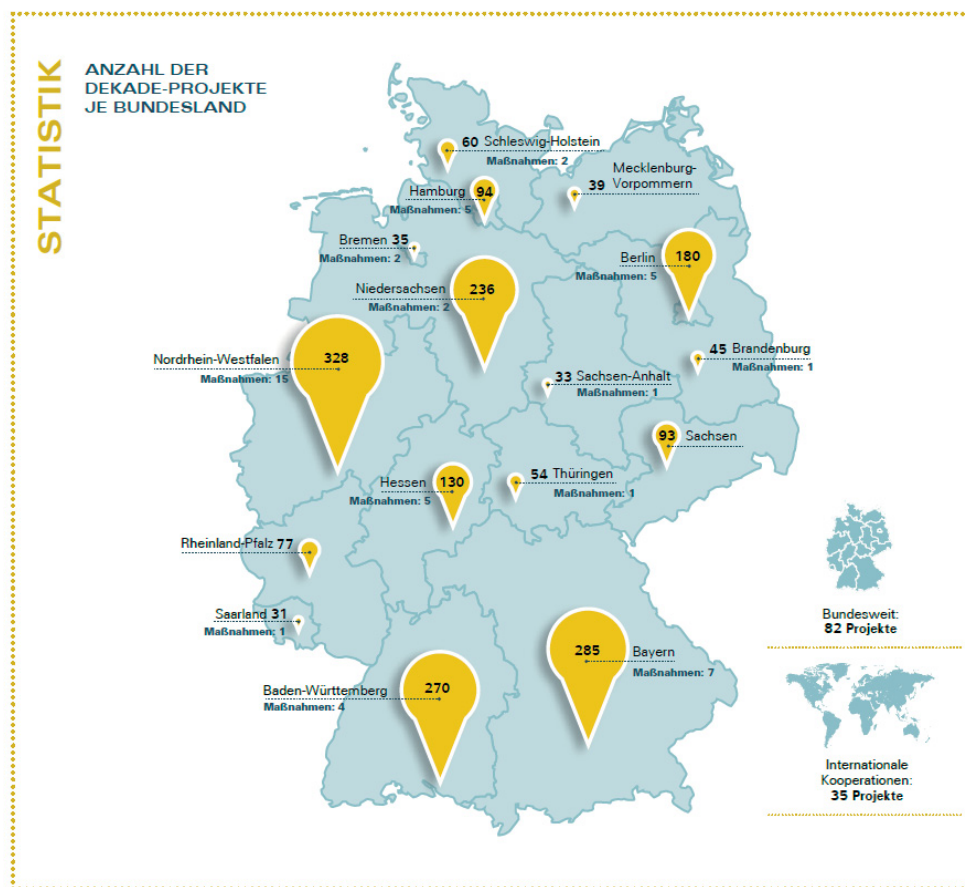 STATISTIK
ANZAHL DER
DEKADE-PROJEKTE
JE BUNDESLAND
60 Schleswig-Holstein
Maßnahmen: 2
Mecklenburg-
39 Vorpommern
Hamburg 94
Maßnahmen: 5
Bremen 35
Maßnahmen: 2
Berlin 180
Maßnahmen: 5
Niedersachsen 236
Maßnahmen: 2
Nordrhein-Westfalen 328
Maßnahmen: 15
45 Brandenburg
Maßnahmen: 1
33 Sachsen-Anhalt
Maßnahmen: 1
93 Sachsen
Hessen 130
Maßnahmen: 5
54 Thüringen
Maßnahmen: 1
Rheinland-Pfalz 77
Saarland 31
Maßnahmen: 1
285 Bayern
Maßnahmen: 7
Baden-Württemberg 270
Maßnahmen: 4
Bundesweit:
82 Projekte
Internationale
Kooperationen:
35 Projekte